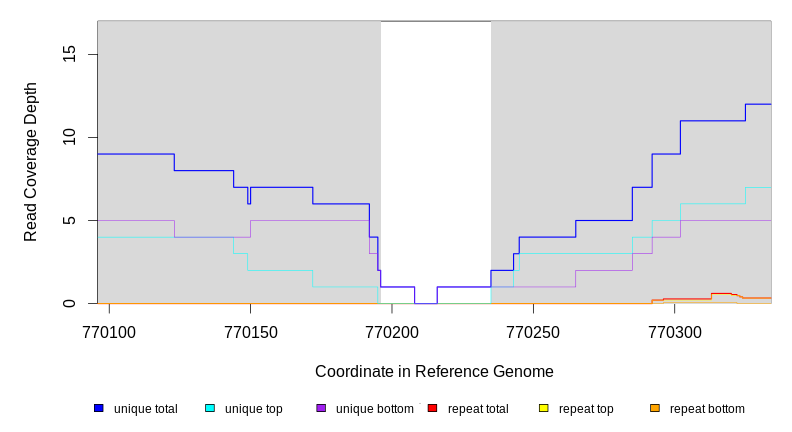 Read Coverage Depth
15
10
5
0
770100 770150 770200 770250 770300
Coordinate in Reference Genome
unique total unique top unique bottom repeat total repeat top repeat bottom